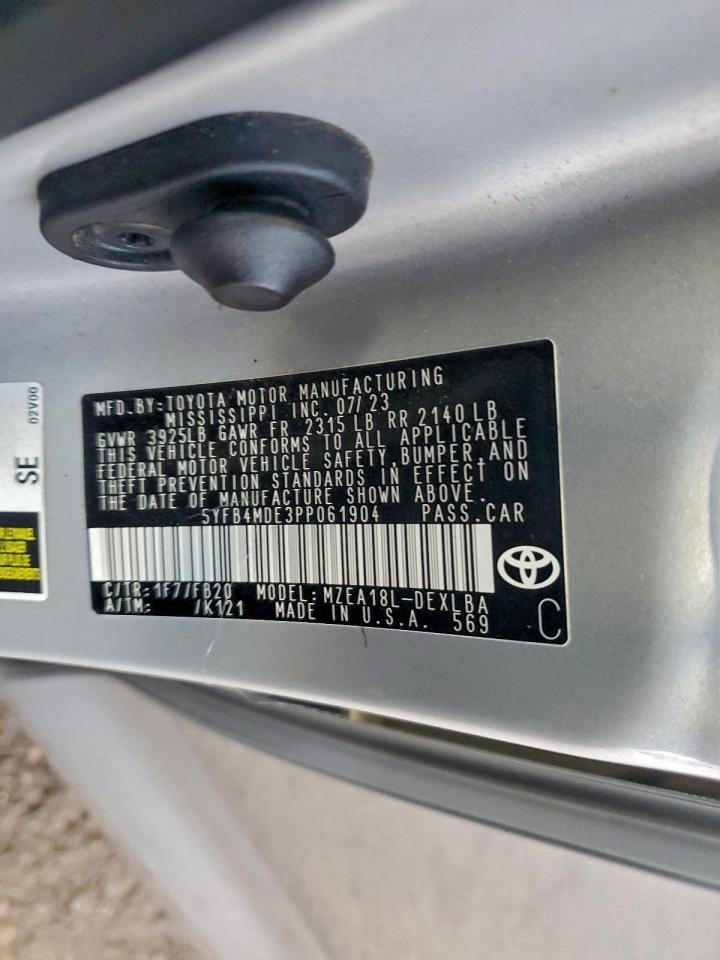 MFD.BY:TOYOTA MOTOR MANUFACTURING
MISSISSIPPI INC. 07/23
GVWR 3925LB GAWR FR 2315 LB RR 2140 LB
THIS VEHICLE CONFORMS TO ALL APPLICABLE
FEDERAL MOTOR VEHICLE SAFETY,BUMPER,AND
THEFT PREVENTION STANDARDS IN EFFECT ON
THE DATE OF MANUFACTURE SHOWN ABOVE.
5YFB4MDE3PP061904 PASS.CAR
C/TR:1F7/FB20 MODEL:MZEA18L-DEXLBA
A/TM: /K121 MADE IN U.S.A. 569
C
SE
02V00